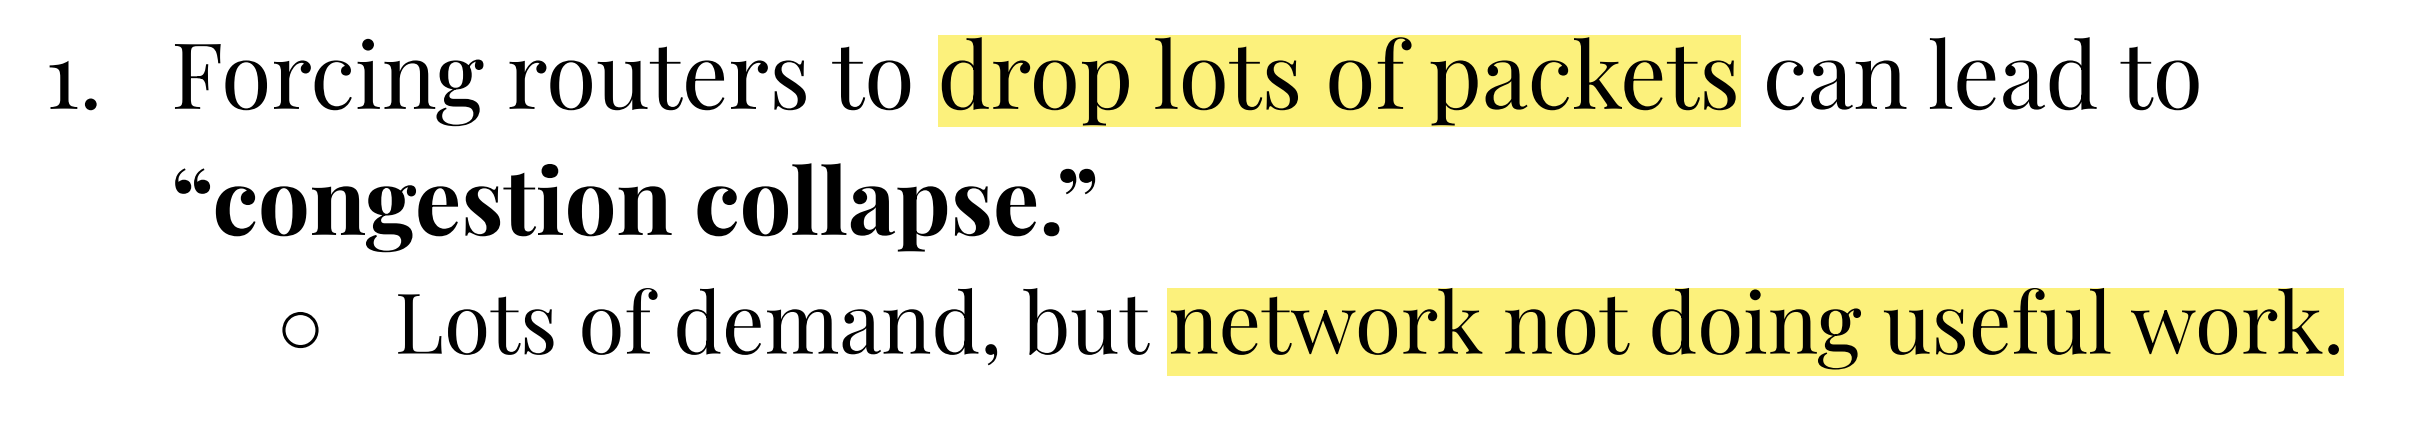 1. Forcing routers to drop lots of packets can lead to
“congestion collapse.”
○ Lots of demand, but network not doing useful work.